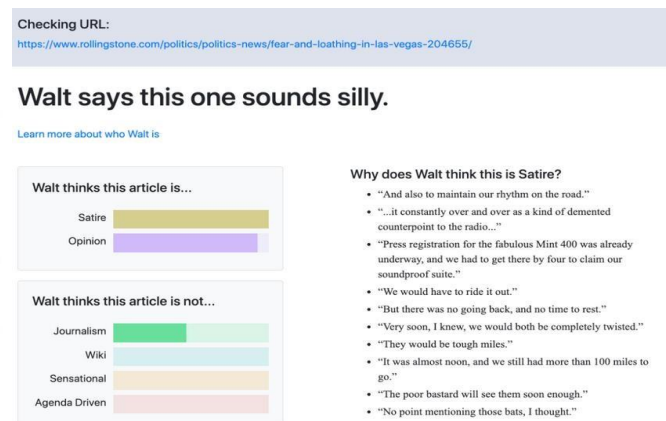 Checking URL:
https://www.rollingstone.com/politics/politics-news/fear-and-loathing-in-las-vegas-204655/
Walt says this one sounds silly.
Learn more about who Walt is
Walt thinks this article is...
Satire
Opinion
Walt thinks this article is not...
Journalism
Wiki
Sensational
Agenda Driven
Why does Walt think this is Satire?
• “And also to maintain our rhythm on the road.”
• “...it constantly over and over as a kind of demented
counterpoint to the radio...”
• “Press registration for the fabulous Mint 400 was already
underway, and we had to get there by four to claim our
soundproof suite.”
• “We would have to ride it out.”
• “But there was no going back, and no time to rest.”
• “Very soon, I knew, we would both be completely twisted.”
• “They would be tough miles.”
• “It was almost noon, and we still had more than 100 miles to
go.”
• “The poor bastard will see them soon enough.”
• “No point mentioning those bats, I thought.”